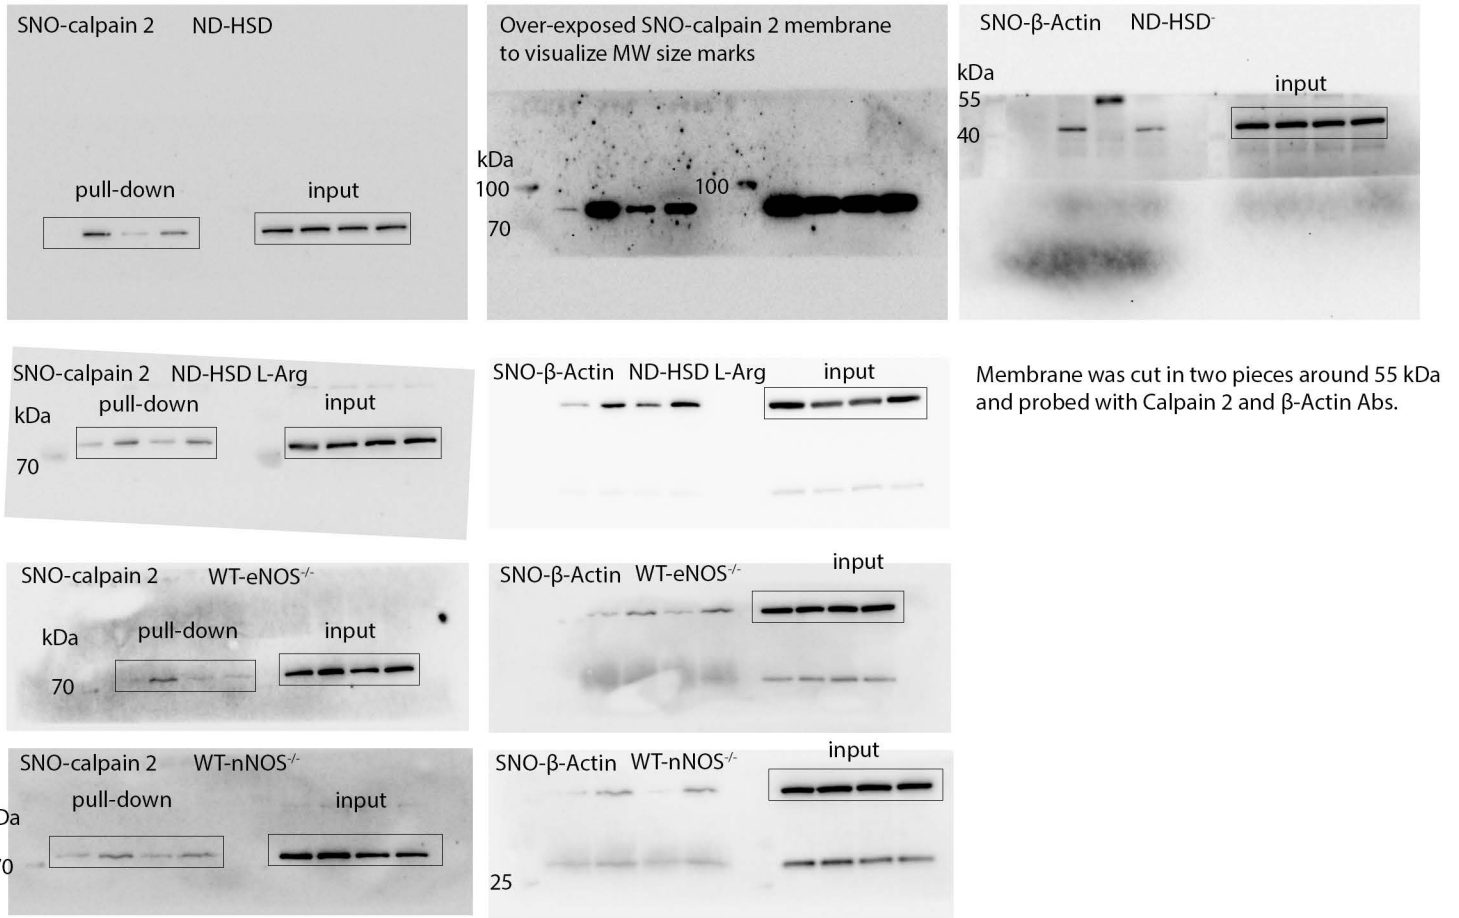 SNO-calpain 2 ND-HSD
pull-down input
Over-exposed SNO-calpain 2 membrane
to visualize MW size marks
kDa
100 100
70
SNO-β-Actin ND-HSD-
kDa
input
55
40
SNO-calpain 2 ND-HSD L-Arg
pull-down input
kDa
70
SNO-β-Actin ND-HSD L-Arg input
Membrane was cut in two pieces around 55 kDa
and probed with Calpain 2 and β-Actin Abs.
SNO-calpain 2 WT-eNOS-/-
pull-down input
kDa
70
input
SNO-β-Actin WT-eNOS-/-
SNO-calpain 2 WT-nNOS-/-
pull-down input
Da
70
input
SNO-β-Actin WT-nNOS-/-
25